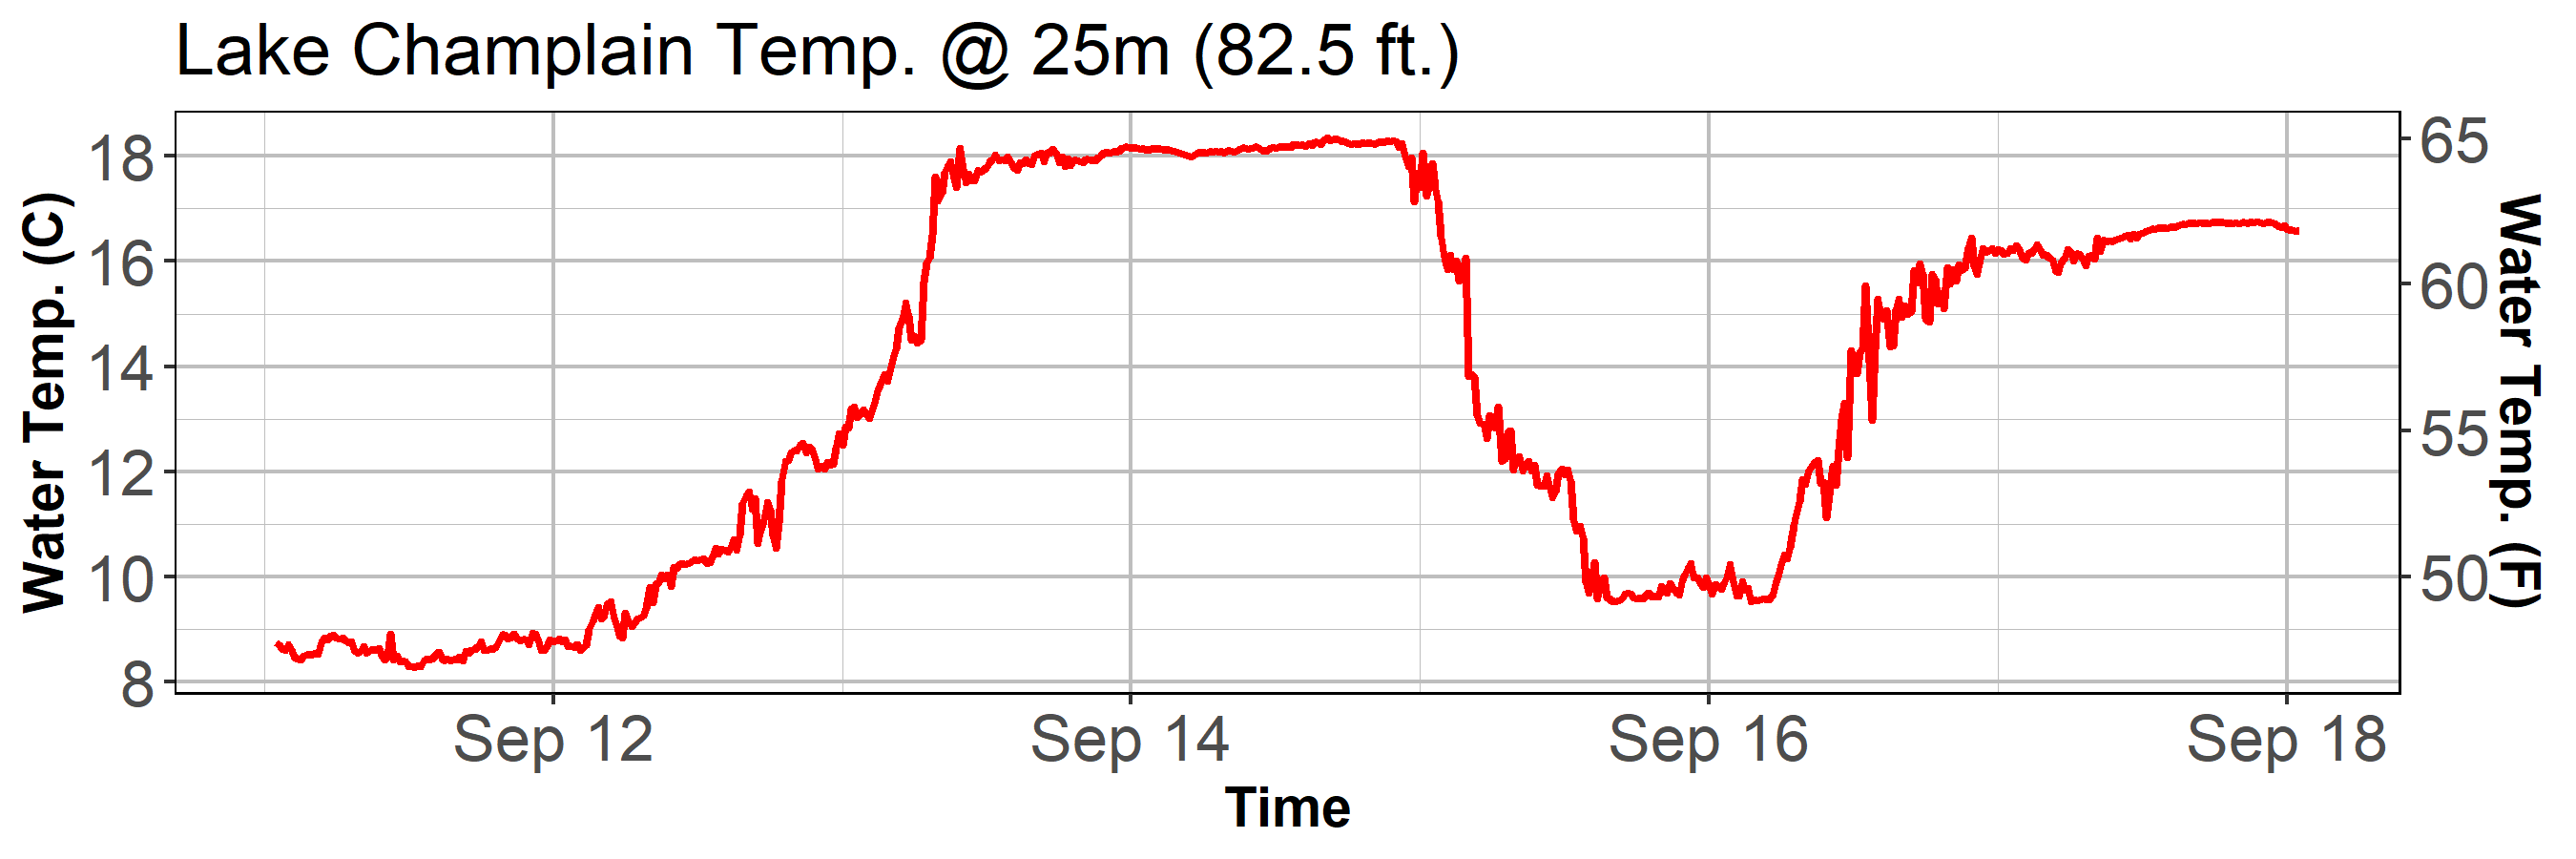 Lake Champlain Temp. @ 25m (82.5 ft.)
Water Temp. (C)
18
16
14
12
10
8
65
60
55
50
Water Temp. (F)
Sep 12
Sep 14
Sep 16
Sep 18
Time